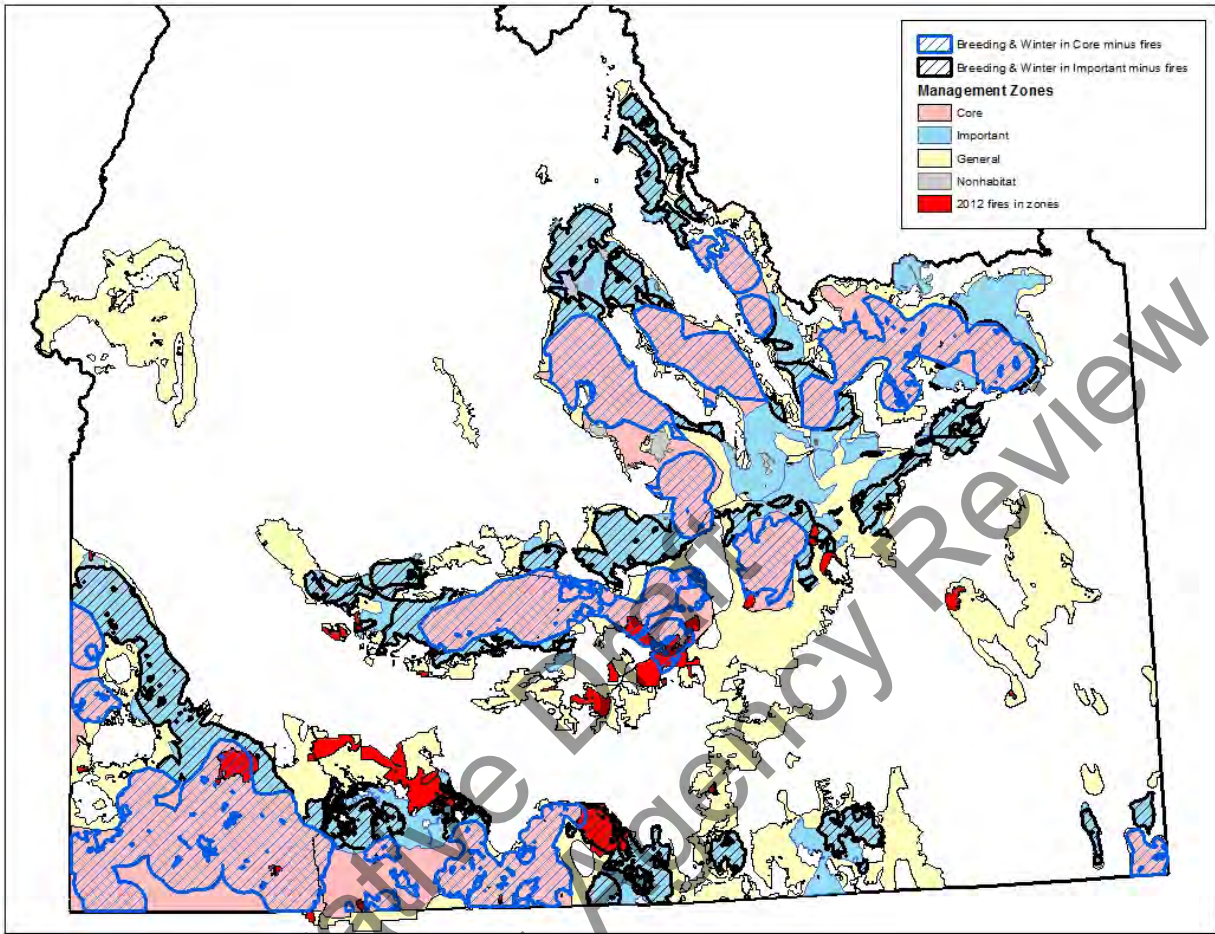 Breeding & Winter in Core minus fires
Breeding & Winter in Important minus fires
Management Zones
Core
Important
General
Nonhabitat
2012 fires in zones
ative Draft
Agency Review